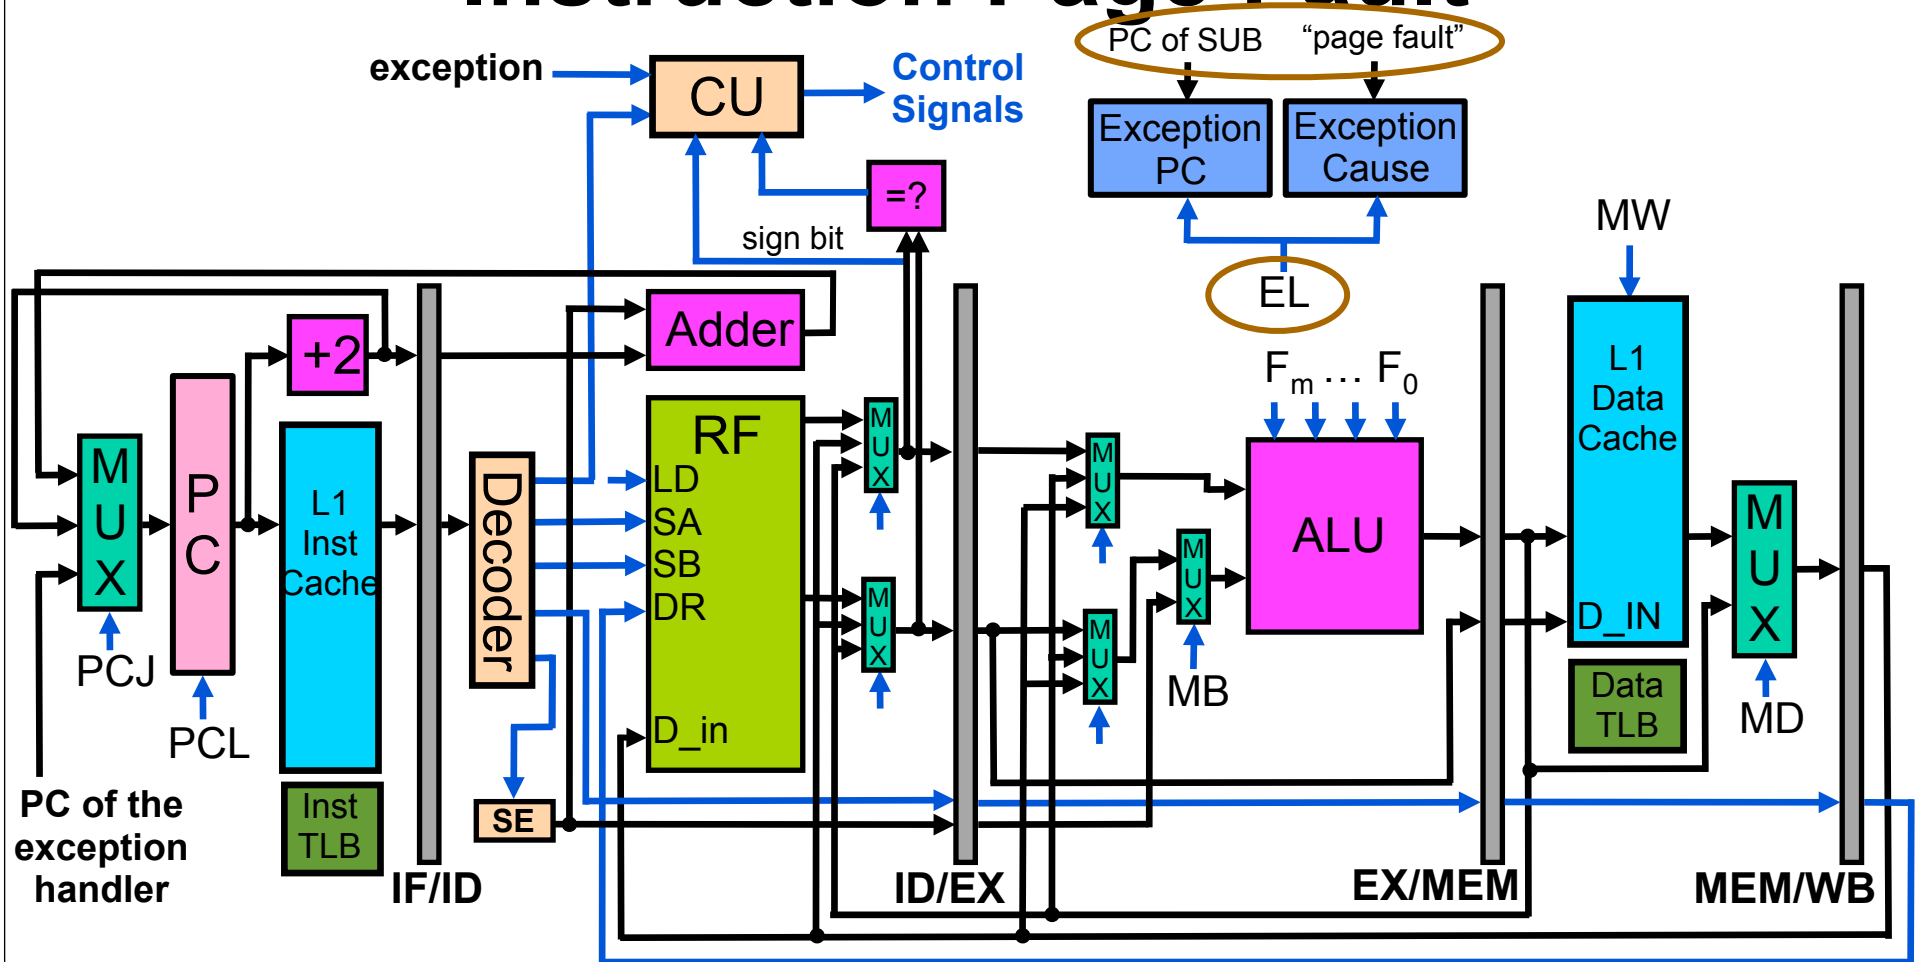 Instruction Page Fault
PC of SUB “page fault”
exception
CU
Control
Signals
Exception
PC
Exception
Cause
=?
sign bit
EL
MW
+2
Adder
Fm … F0
L1
Data
Cache
D_IN
M
U
X
P
C
L1
Inst
Cache
Decoder
RF
LD
SA
SB
DR
D_in
M
U
X
M
U
X
M
U
X
M
U
X
M
U
X
ALU
M
U
X
PCJ
PCL
MB
MD
Data
TLB
Inst
TLB
SE
PC of the
exception
handler
IF/ID
ID/EX
EX/MEM
MEM/WB